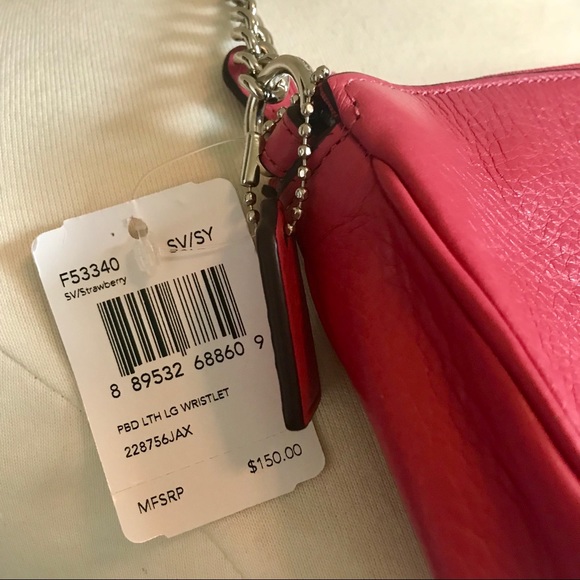 SV/SY
F53340
SV/Strawberry
8 89532 68860 9
PBD LTH LG WRISTLET
228756JAX
$150.00
MFSRP